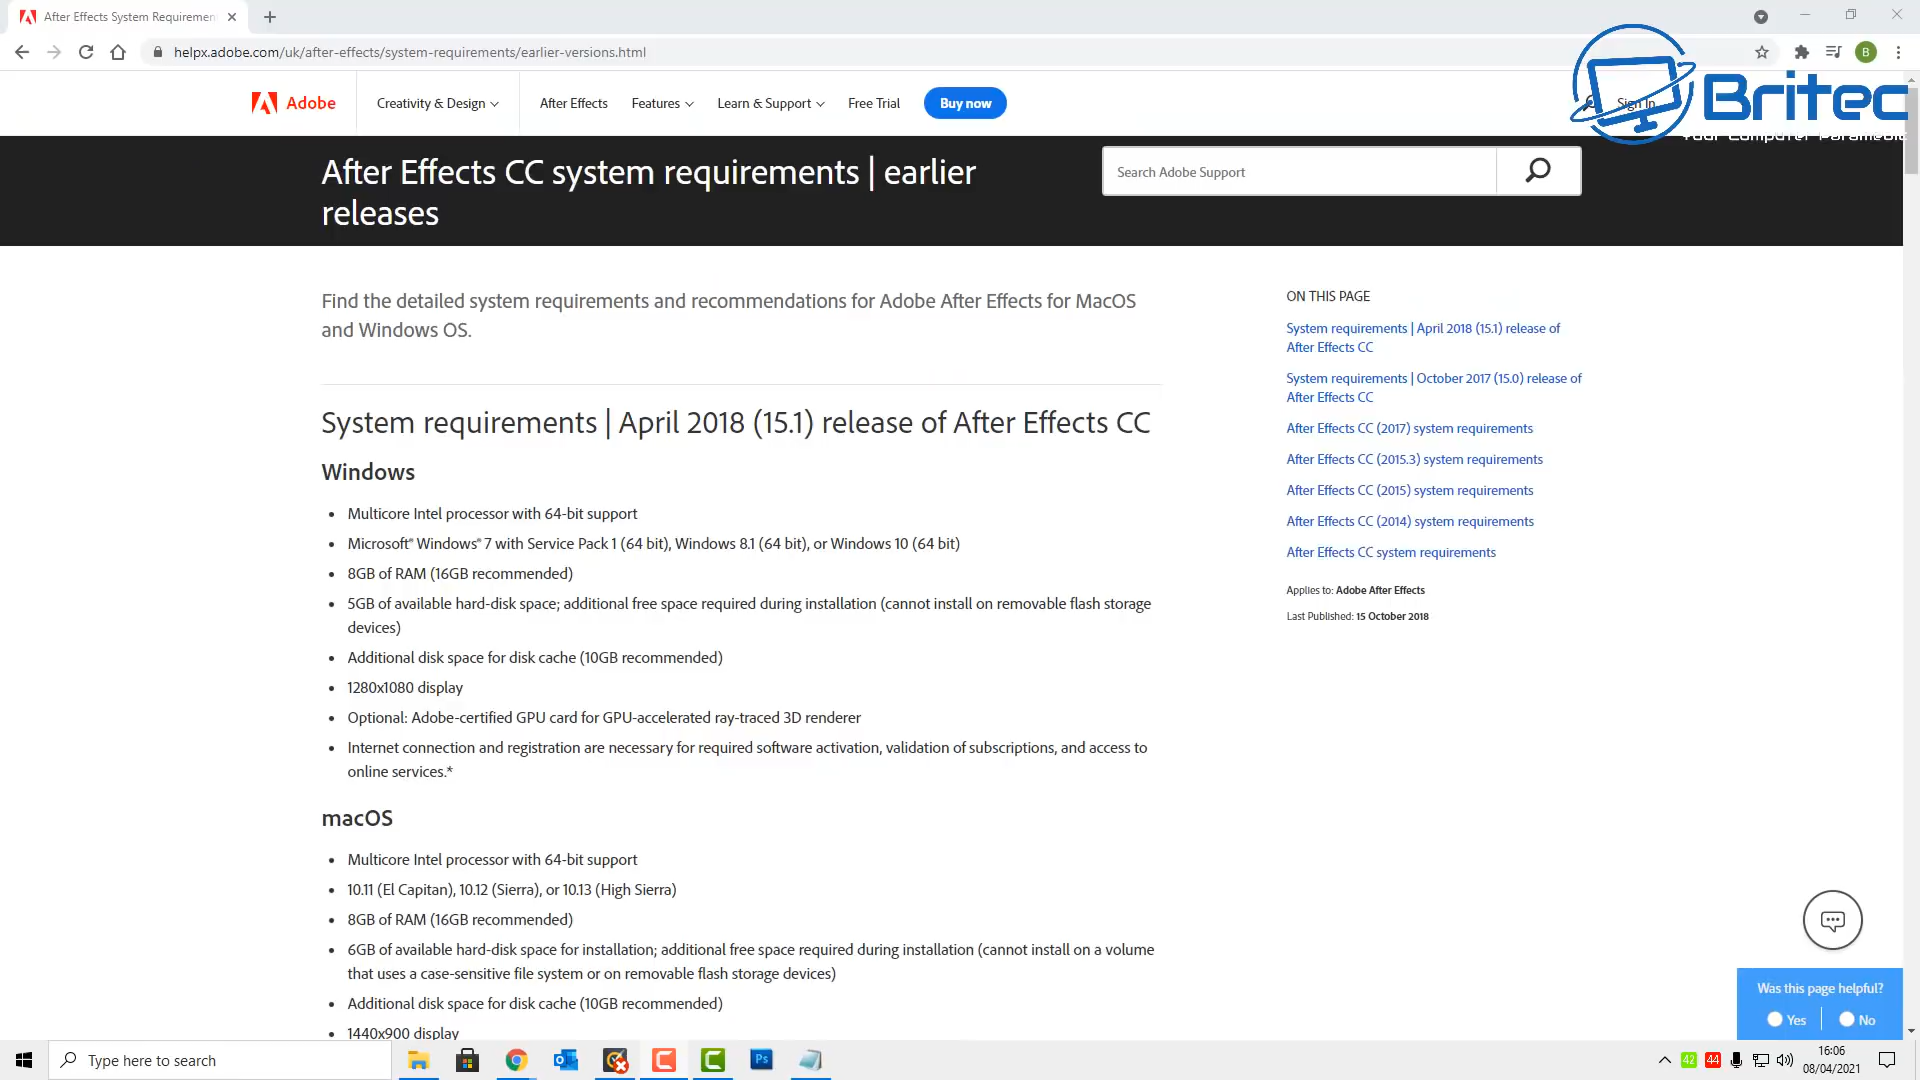 After Effects System Requirement
helpx.adobe.com/uk/after-effects/system-requirements/earlier-versions.html
B
Adobe
Creativity & Design
After Effects
Features
Learn & Support
Free Trial
Buy now
Sign In
Britec
Your Computer Paramedic
After Effects CC system requirements | earlier
releases
Search Adobe Support
Find the detailed system requirements and recommendations for Adobe After Effects for MacOS
and Windows OS.
System requirements | April 2018 (15.1) release of After Effects CC
Windows
• Multicore Intel processor with 64-bit support
• Microsoft® Windows® 7 with Service Pack 1 (64 bit), Windows 8.1 (64 bit), or Windows 10 (64 bit)
• 8GB of RAM (16GB recommended)
• 5GB of available hard-disk space; additional free space required during installation (cannot install on removable flash storage
devices)
• Additional disk space for disk cache (10GB recommended)
• 1280x1080 display
• Optional: Adobe-certified GPU card for GPU-accelerated ray-traced 3D renderer
• Internet connection and registration are necessary for required software activation, validation of subscriptions, and access to
online services.*
macOS
• Multicore Intel processor with 64-bit support
• 10.11 (El Capitan), 10.12 (Sierra), or 10.13 (High Sierra)
• 8GB of RAM (16GB recommended)
• 6GB of available hard-disk space for installation; additional free space required during installation (cannot install on a volume
that uses a case-sensitive file system or on removable flash storage devices)
• Additional disk space for disk cache (10GB recommended)
• 1440x900 display
ON THIS PAGE
System requirements | April 2018 (15.1) release of
After Effects CC
System requirements | October 2017 (15.0) release of
After Effects CC
After Effects CC (2017) system requirements
After Effects CC (2015.3) system requirements
After Effects CC (2015) system requirements
After Effects CC (2014) system requirements
After Effects CC system requirements
Applies to: Adobe After Effects
Last Published: 15 October 2018
Was this page helpful?
Yes
No
Type here to search
Ps
42
44
16:06
08/04/2021